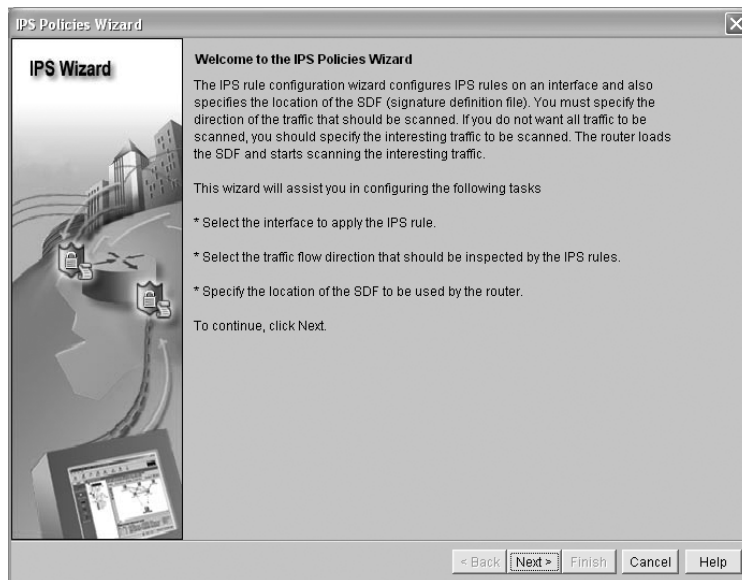 IPS Policies Wizard
IPS Wizard
Welcome to the IPS Policies Wizard
The IPS rule configuration wizard configures IPS rules on an interface and also
specifies the location of the SDF (signature definition file). You must specify the
direction of the traffic that should be scanned. If you do not want all traffic to be
scanned, you should specify the interesting traffic to be scanned. The router loads
the SDF and starts scanning the interesting traffic.
This wizard will assist you in configuring the following tasks
* Select the interface to apply the IPS rule.
* Select the traffic flow direction that should be inspected by the IPS rules.
* Specify the location of the SDF to be used by the router.
To continue, click Next.
< Back Next > Finish Cancel Help